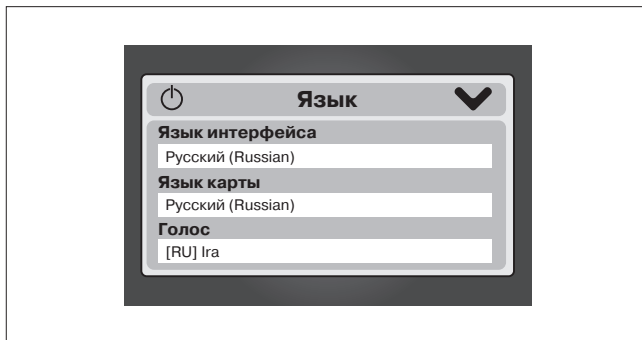 Язык
Язык интерфейса
Русский (Russian)
Язык карты
Русский (Russian)
Голос
[RU] Ira